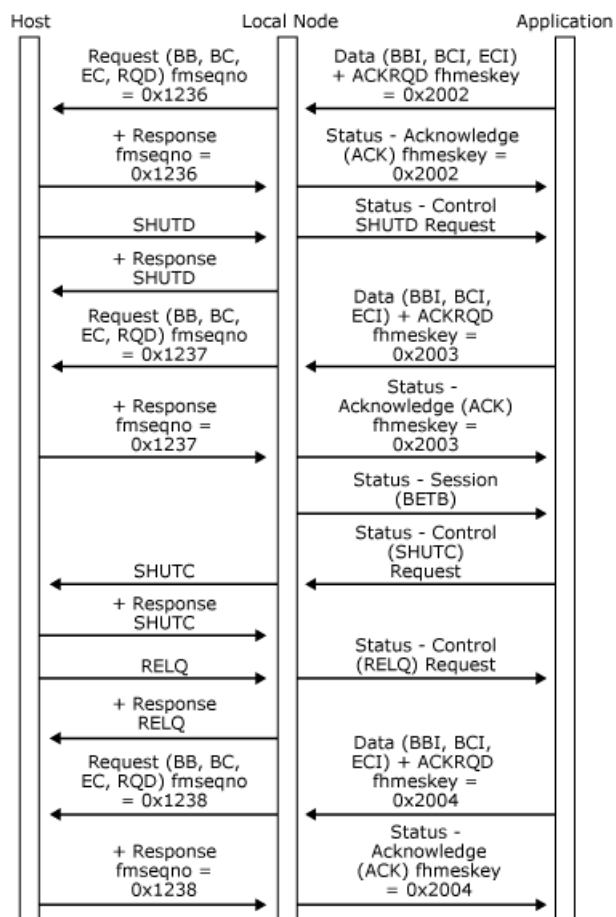 Host Local Node Application
Request (BB, BC,
EC, RQD) fmseqno
= 0x1236
Data (BBI, BCI, ECI)
+ ACKRQD fhmeskey
= 0x2002
+ Response
fmseqno =
0x1236
Status - Acknowledge
(ACK) fhmeskey =
0x2002
SHUTD
Status - Control
SHUTD Request
+ Response
SHUTD
Request (BB, BC,
EC, RQD) fmseqno
= 0x1237
Data (BBI, BCI,
ECI) + ACKRQD
fhmeskey =
0x2003
+ Response
fmseqno =
0x1237
Status -
Acknowledge (ACK)
fhmeskey =
0x2003
Status - Session
(BETB)
Status - Control
(SHUTC)
Request
SHUTC
+ Response
SHUTC
RELQ
Status - Control
(RELQ) Request
+ Response
RELQ
Request (BB, BC,
EC, RQD) fmseqno
= 0x1238
Data (BBI, BCI,
ECI) + ACKRQD
fhmeskey =
0x2004
+ Response
fmseqno =
0x1238
Status -
Acknowledge
(ACK) fhmeskey
= 0x2004